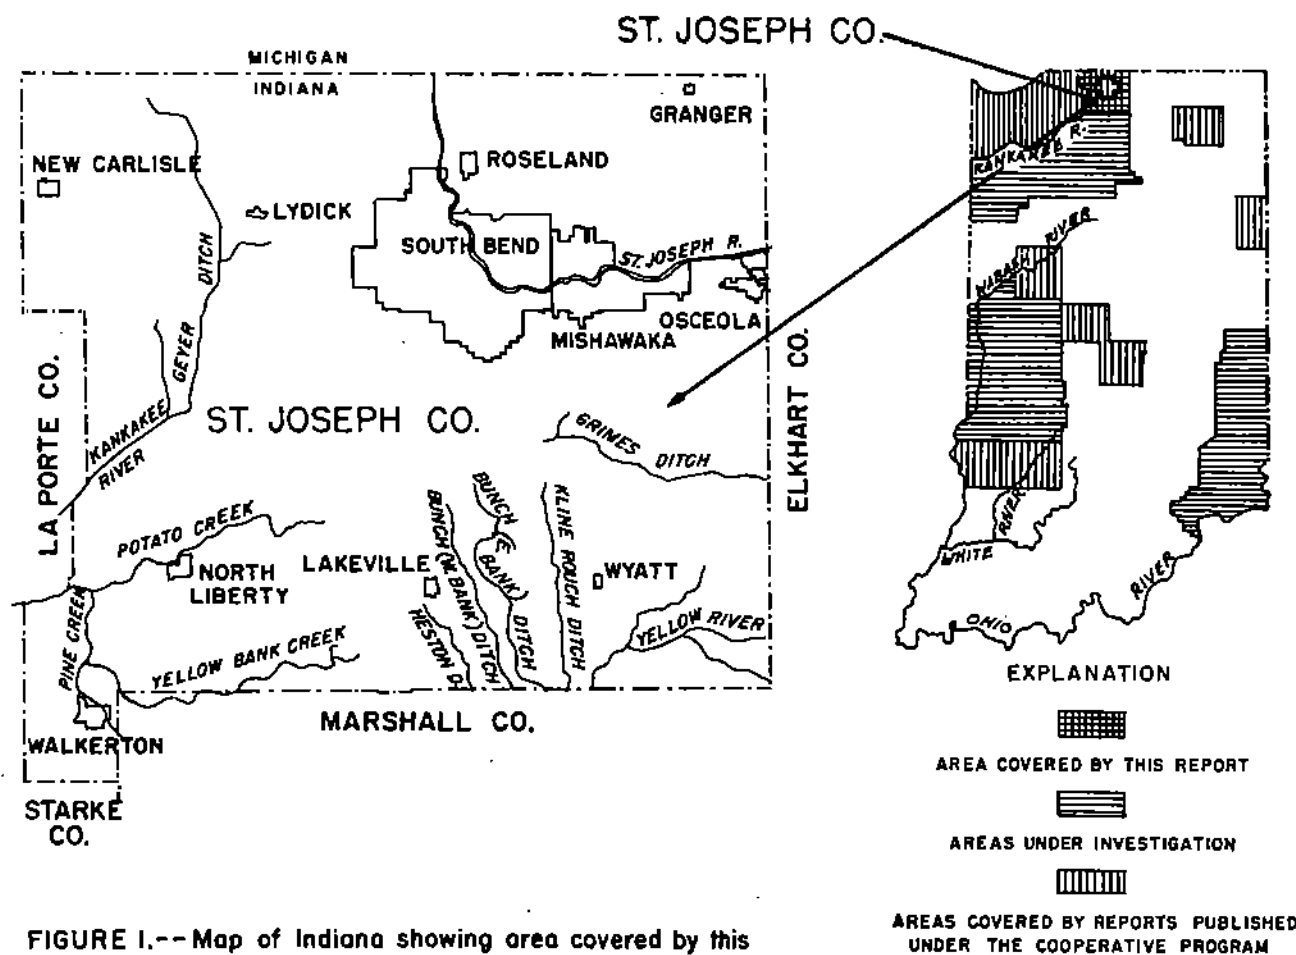 ST. JOSEPH CO.
MICHIGAN
INDIANA
GRANGER
NEW CARLISLE
ROSELAND
LYDICK
SOUTH BEND
ST. JOSEPH R.
OSCEOLA
MISHAWAKA
GEYER DITCH
LA PORTE CO.
KANKAKEE
RIVER
ST. JOSEPH CO.
ELKHART CO.
GRIMES
DITCH
POTATO CREEK
NORTH
LIBERTY
LAKEVILLE
BUNCH (W. BANK) DITCH
BUNCH (E. BANK) DITCH
KLINE ROUCH DITCH
WYATT
HESTON D.
YELLOW RIVER
PINE CREEK
YELLOW BANK CREEK
WALKERTON
MARSHALL CO.
STARKE
CO.
KANKAKEE R.
WABASH RIVER
WHITE RIVER
OHIO RIVER
EXPLANATION
AREA COVERED BY THIS REPORT
AREAS UNDER INVESTIGATION
AREAS COVERED BY REPORTS PUBLISHED
UNDER THE COOPERATIVE PROGRAM
FIGURE I.--Map of Indiana showing area covered by this